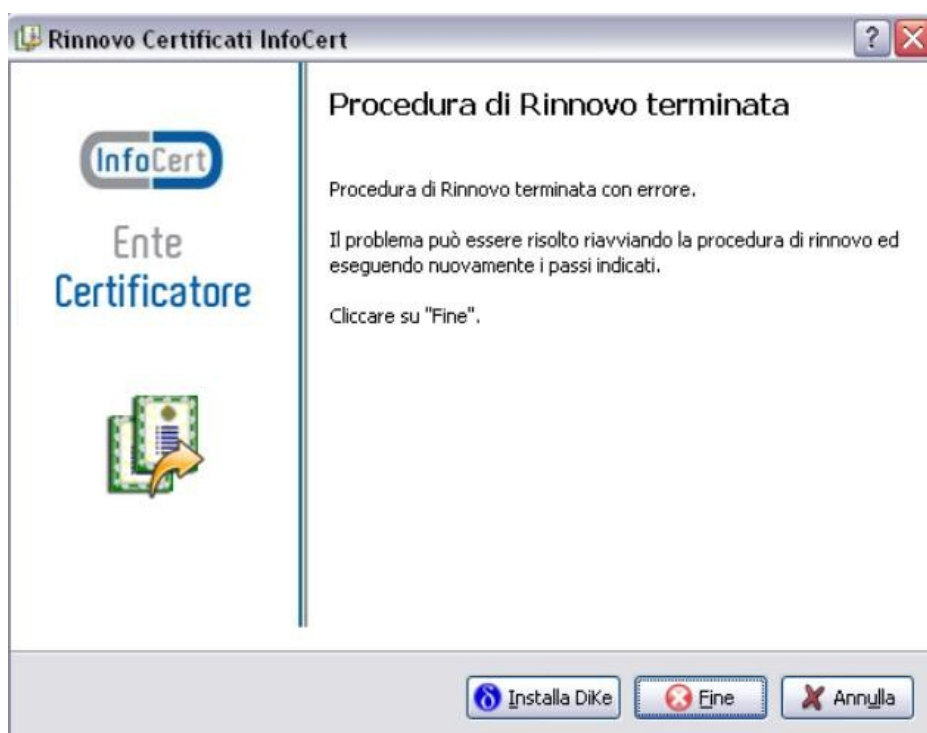 Rinnovo Certificati InfoCert
InfoCert
Ente
Certificatore
Procedura di Rinnovo terminata
Procedura di Rinnovo terminata con errore.
Il problema può essere risolto riavviando la procedura di rinnovo ed
eseguendo nuovamente i passi indicati.
Cliccare su "Fine".
Installa DiKe
Fine
Annulla